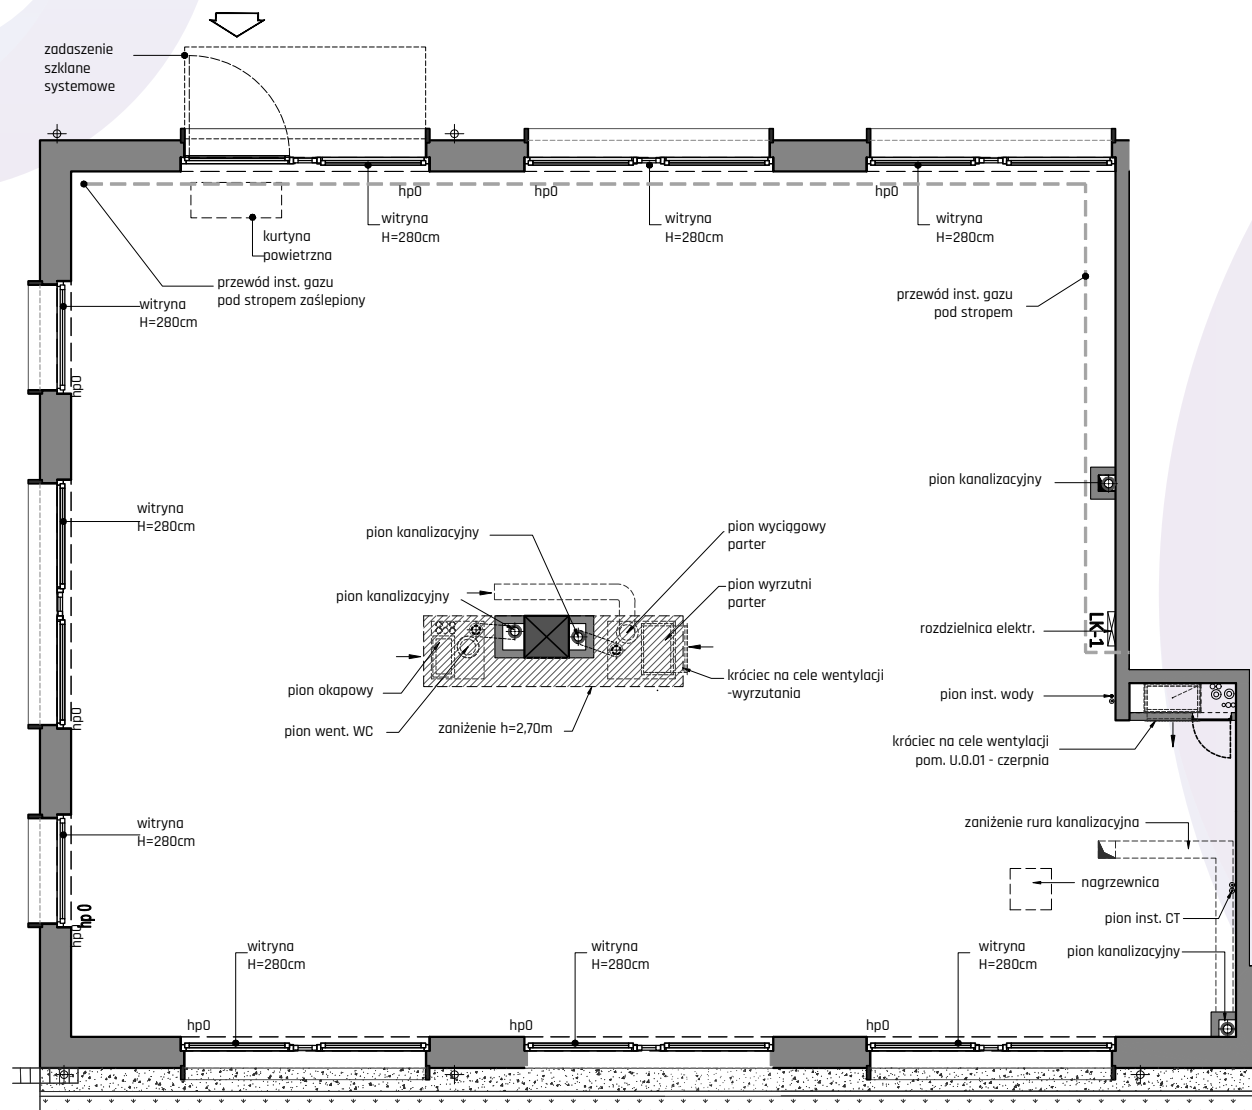 zadaszenie
szklane
systemowe
hp0
hp0
hp0
witryna
H=280cm
witryna
H=280cm
witryna
H=280cm
kurtyna
powietrzna
przewód inst. gazu
pod stropem zaślepiony
przewód inst. gazu
pod stropem
witryna
H=280cm
hp0
pion kanalizacyjny
witryna
H=280cm
pion kanalizacyjny
pion wyciągowy
parter
pion kanalizacyjny
pion wyrzutni
parter
rozdzielnica elektr.
LK-1
króciec na cele wentylacji
-wyrzutania
pion okapowy
pion went. WC
zaniżenie h=2,70m
pion inst. wody
hp0
króciec na cele wentylacji
pom. U.0.01 - czerpnia
witryna
H=280cm
zaniżenie rura kanalizacyjna
nagrzewnica
hp 0
hp0
pion inst. CT
witryna
H=280cm
witryna
H=280cm
witryna
H=280cm
pion kanalizacyjny
hp0
hp0
hp0